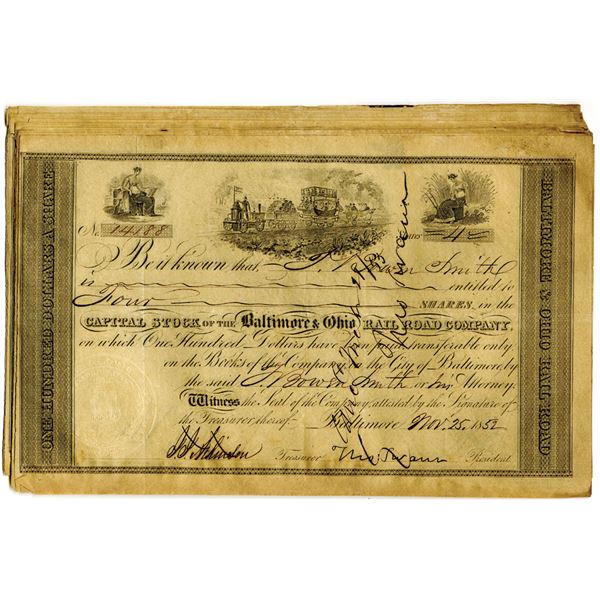 ONE HUNDRED DOLLARS A SHARE.
BALTIMORE & OHIO RAIL ROAD
No. 14188
4
Be it known that, Bowen Smith
is entitled to
Four SHARES, in the
CAPITAL STOCK OF THE Baltimore & Ohio RAIL ROAD COMPANY,
on which One Hundred Dollars have been paid transferable only
on the Books of the Company, in the City of Baltimore, by
the said Bowen Smith or his Attorney.
Witness the Seal of the Company, attested by the Signature of
the Treasurer, thereof. Baltimore Nov. 25, 1852
Treasurer Tho. Swann President.
Tho Swann